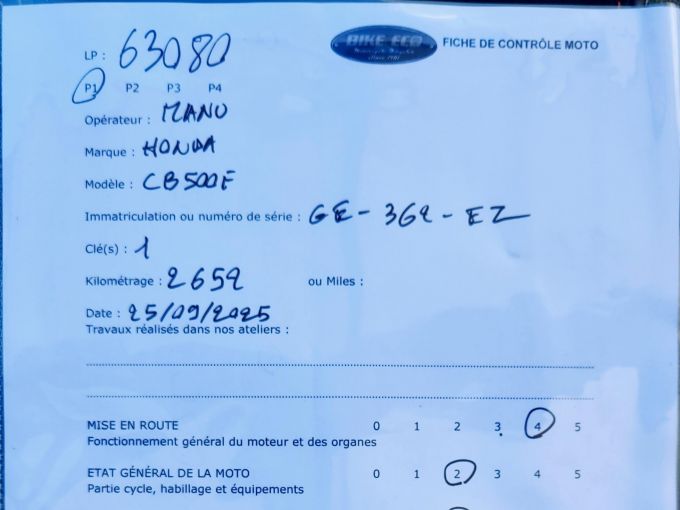 LP : 63080
BIKE ECO
FICHE DE CONTRÔLE MOTO
P1 P2 P3 P4
Opérateur : MANU
Marque : HONDA
Modèle : CB500F
Immatriculation ou numéro de série : GE-362-EZ
Clé(s) : 1
Kilométrage : 2652 ou Miles :
Date : 25/09/2025
Travaux réalisés dans nos ateliers :
MISE EN ROUTE 0 1 2 3 4 5
Fonctionnement général du moteur et des organes
ETAT GÉNÉRAL DE LA MOTO 0 1 2 3 4 5
Partie cycle, habillage et équipements